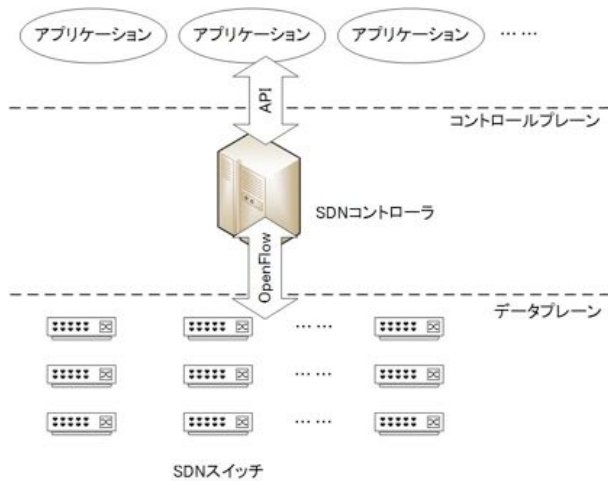 アプリケーション
アプリケーション
アプリケーション
……
API
コントロールプレーン
SDNコントローラ
OpenFlow
データプレーン
……
……
……
SDNスイッチ